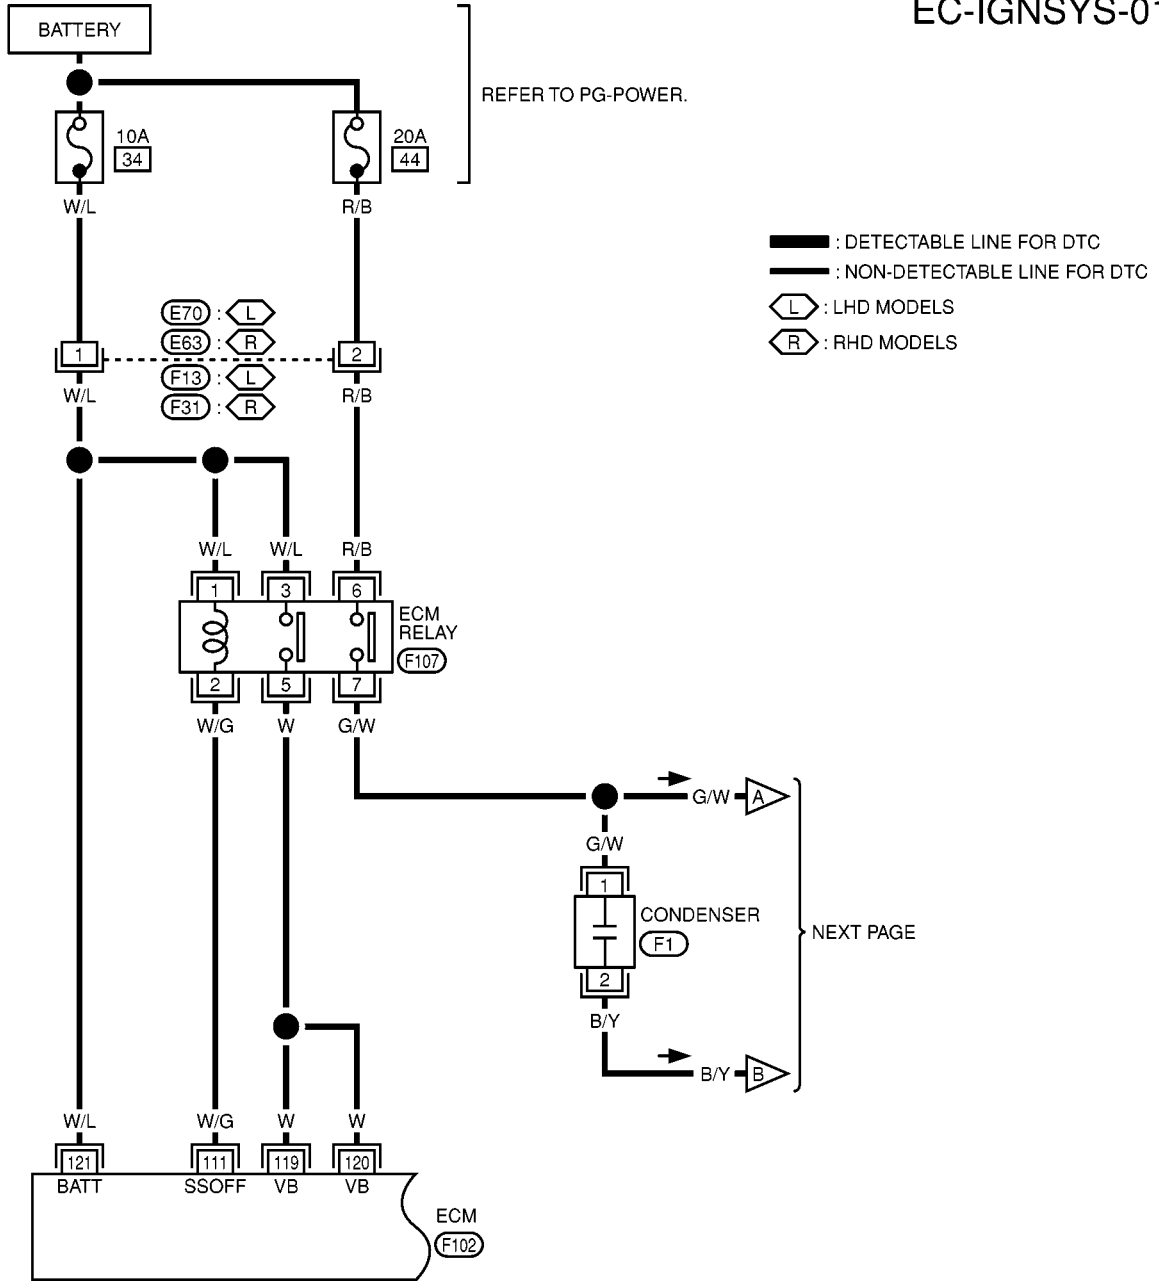 EC-IGNSYS-01
BATTERY
REFER TO PG-POWER.
10A
34
20A
44
W/L
R/B
: DETECTABLE LINE FOR DTC
: NON-DETECTABLE LINE FOR DTC
L : LHD MODELS
R : RHD MODELS
E70 : L
E63 : R
1
2
F13 : L
F31 : R
W/L
R/B
W/L
W/L
R/B
1
3
6
ECM
RELAY
F107
2
5
7
W/G
W
G/W
G/W
A
G/W
1
CONDENSER
F1
NEXT PAGE
2
B/Y
B/Y
B
W/L
W/G
W
W
121
111
119
120
BATT
SSOFF
VB
VB
ECM
F102